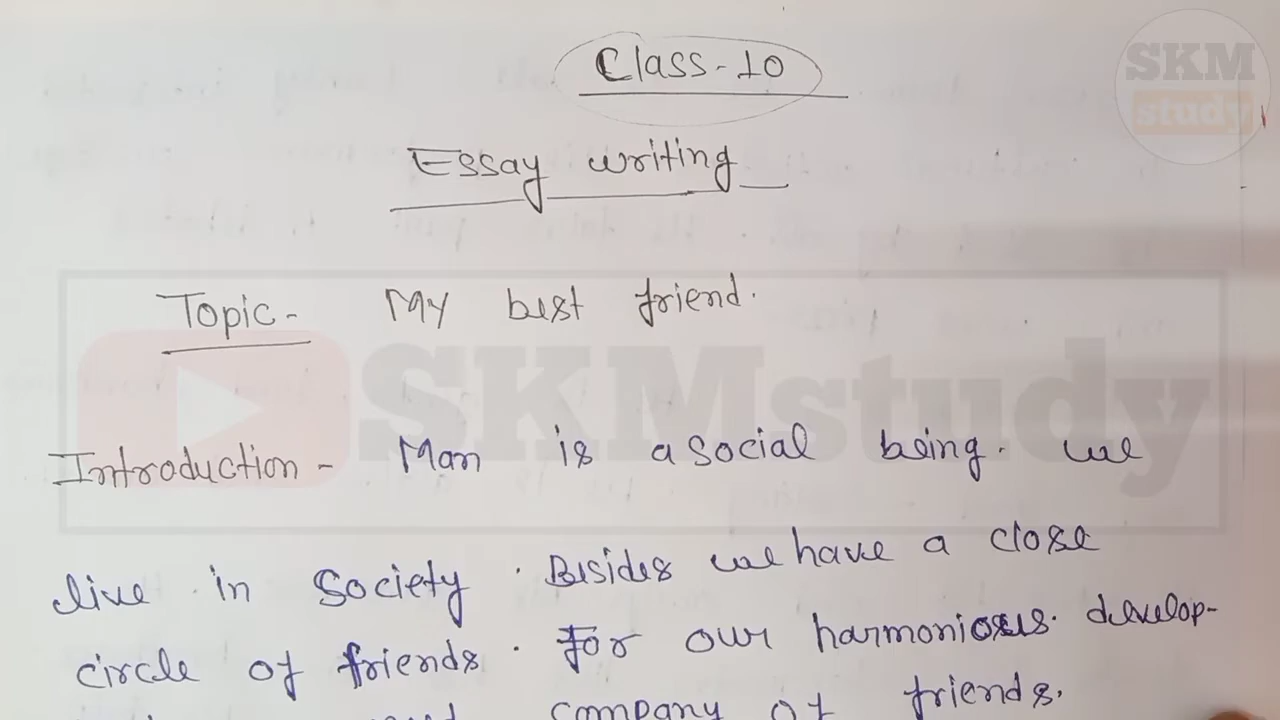 Class-10
SKM
study
Essay writing
Topic- My best friend.
SKMstudy
Introduction- Man is a social being. we
live in Society. Besides we have a close
circle of friends. For our harmonious develop-
company of friends.